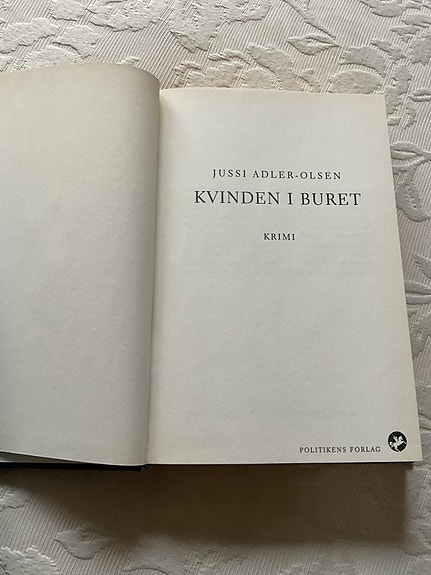 JUSSI ADLER-OLSEN
KVINDEN I BURET
KRIMI
POLITIKENS FORLAG